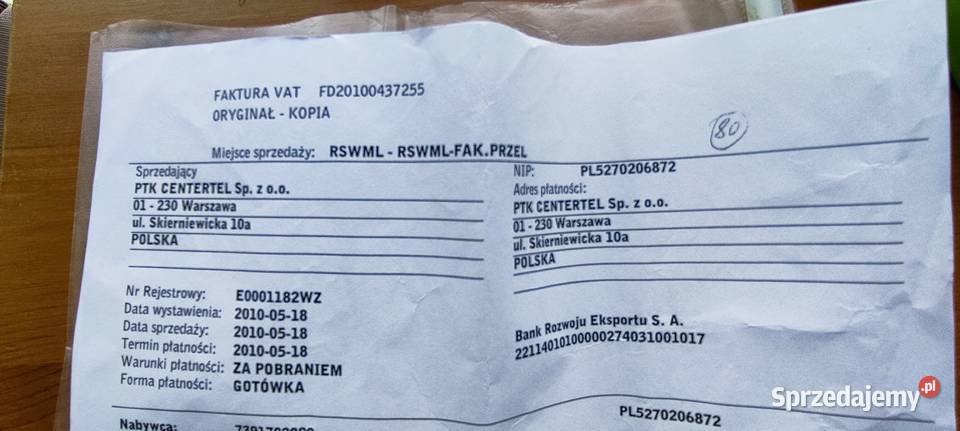 FAKTURA VAT FD20100437255
ORYGINAŁ - KOPIA
80
Miejsce sprzedaży: RSWML - RSWML-FAK.PRZEL
Sprzedający
PTK CENTERTEL Sp. z o.o.
01 - 230 Warszawa
ul. Skierniewicka 10a
POLSKA
NIP: PL5270206872
Adres płatności:
PTK CENTERTEL Sp. z o.o.
01 - 230 Warszawa
ul. Skierniewicka 10a
POLSKA
Nr Rejestrowy: E0001182WZ
Data wystawienia: 2010-05-18
Data sprzedaży: 2010-05-18
Termin płatności: 2010-05-18
Warunki płatności: ZA POBRANIEM
Forma płatności: GOTÓWKA
Bank Rozwoju Eksportu S. A.
22114010100000274031001017
Nabywca:
PL5270206872
Sprzedajemy.pl